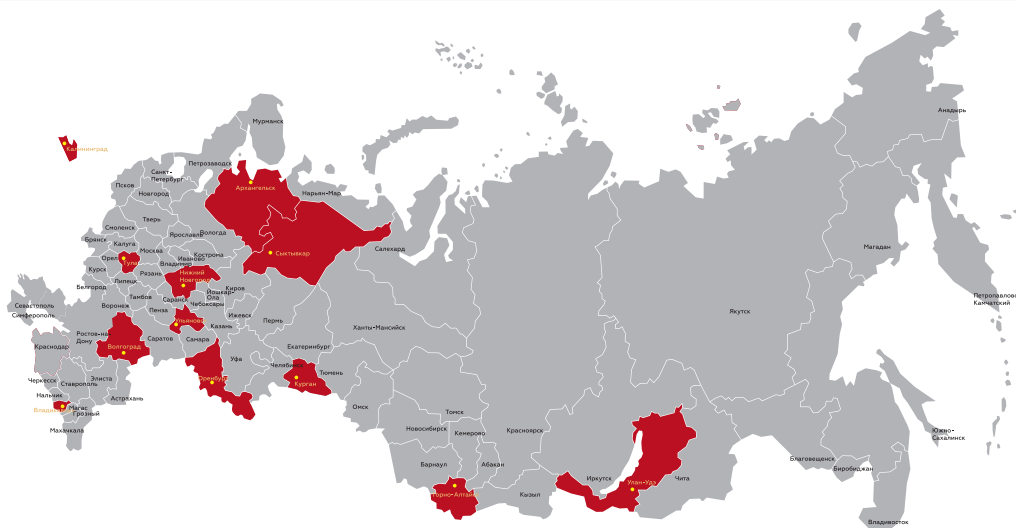 Анадырь
Мурманск
Калининград
Петрозаводск
Санкт-
Петербург
Архангельск
Нарьян-Мар
Псков
Новгород
Тверь
Смоленск
Ярославль
Вологда
Брянск
Калуга
Москва
Салехард
Магадан
Кострома
Иваново
Сыктывкар
Орел
Тула
Владимир
Курск
Рязань
Нижний
Новгород
Липецк
Белгород
Киров
Йошкар-
Ола
Тамбов
Саранск
Чебоксары
Петропавловск-
Камчатский
Севастополь
Воронеж
Симферополь
Пенза
Ижевск
Якутск
Ульяновск
Казань
Пермь
Ханты-Мансийск
Ростов-на-
Дону
Саратов
Самара
Краснодар
Волгоград
Екатеринбург
Уфа
Челябинск
Тюмень
Черкесск
Ставрополь
Элиста
Оренбург
Курган
Нальчик
Астрахань
Магас
Грозный
Омск
Томск
Махачкала
Новосибирск
Кемерово
Красноярск
Южно-
Сахалинск
Барнаул
Абакан
Благовещенск
Биробиджан
Иркутск
Улан-Удэ
Чита
Горно-Алтайск
Кызыл
Владивосток